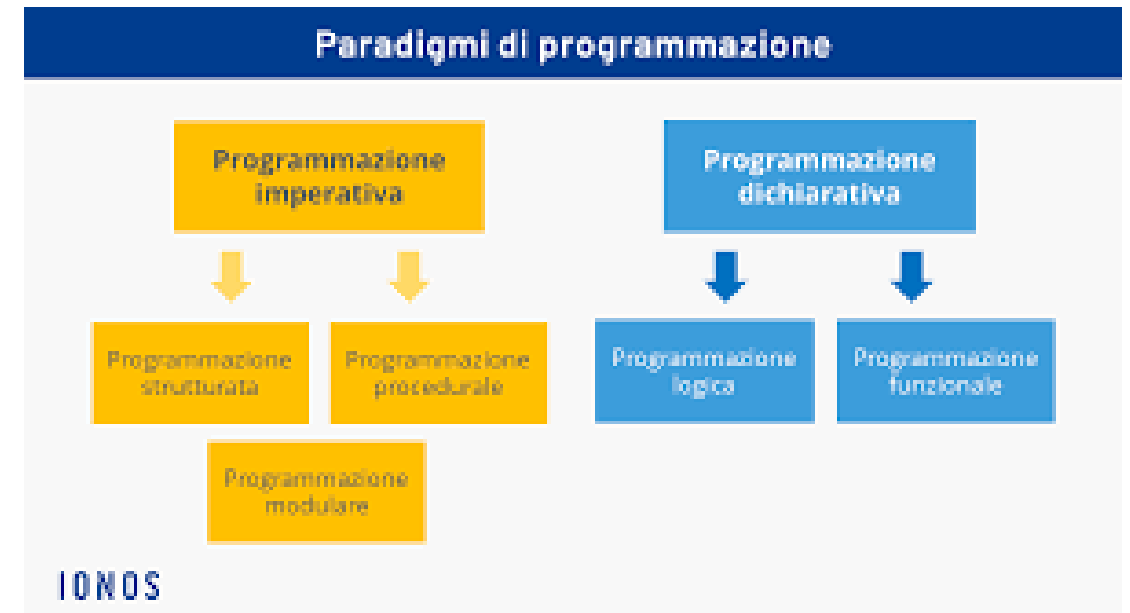 Paradigmi di programmazione
Programmazione
imperativa
Programmazione
dichiarativa
Programmazione
strutturata
Programmazione
procedurale
Programmazione
logica
Programmazione
funzionale
Programmazione
modulare
IONOS